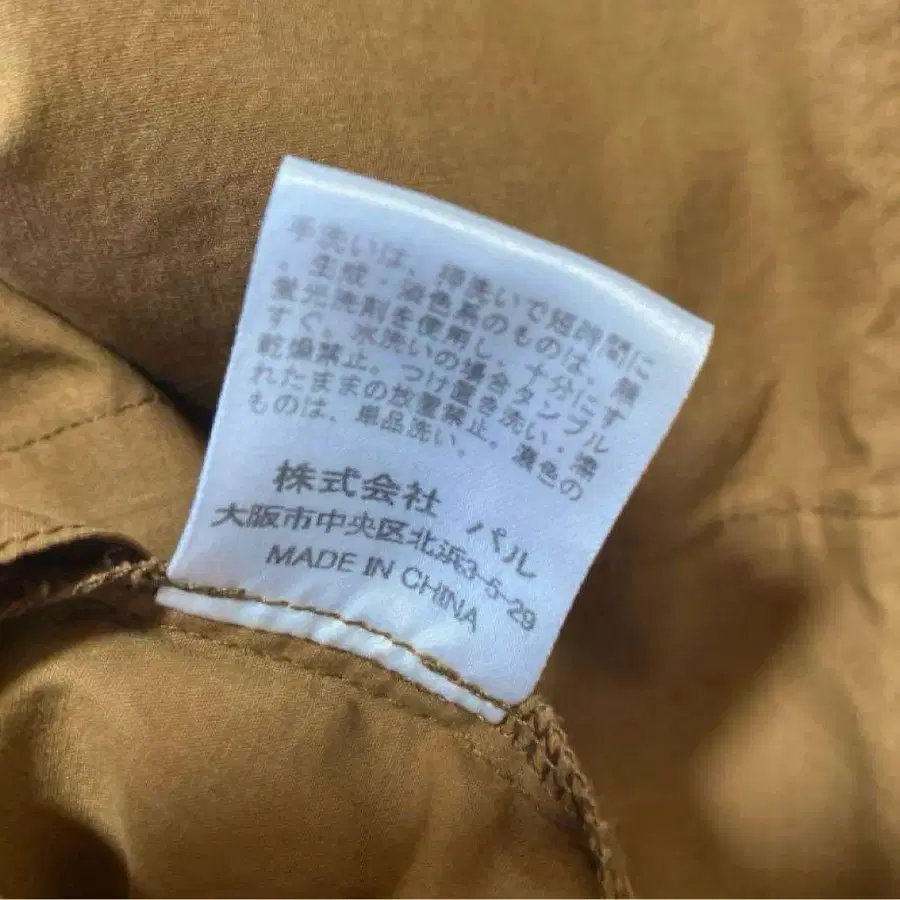 手洗いは、押洗いで短時間に
。生成・淡色系のものは、無
蛍光洗剤を使用し、十分にす
すぐ。水洗いの場合タンブル
乾燥禁止。つけ置き洗い・濡
れたままの放置禁止。濃色の
ものは、単品洗い。
株式会社 パル
大阪市中央区北浜3-5-29
MADE IN CHINA